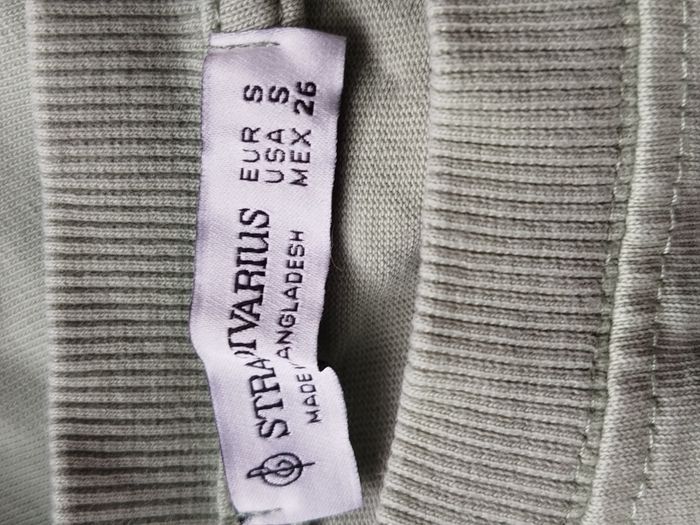 STRADIVARIUS
MADE IN BANGLADESH
EUR S
USA S
MEX 26